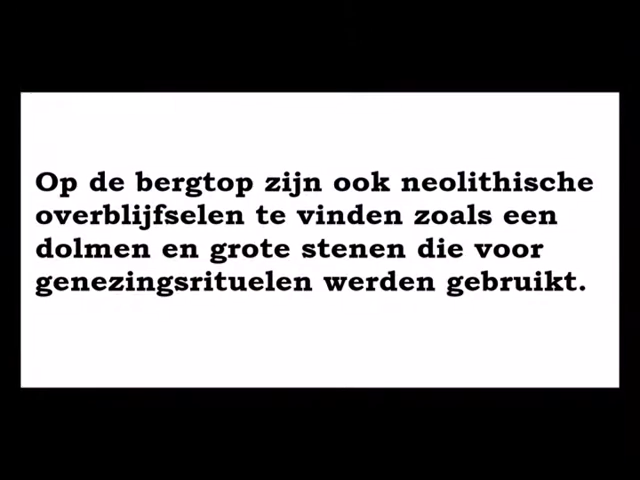 Op de bergtop zijn ook neolithische
overblijfselen te vinden zoals een
dolmen en grote stenen die voor
genezingsrituelen werden gebruikt.